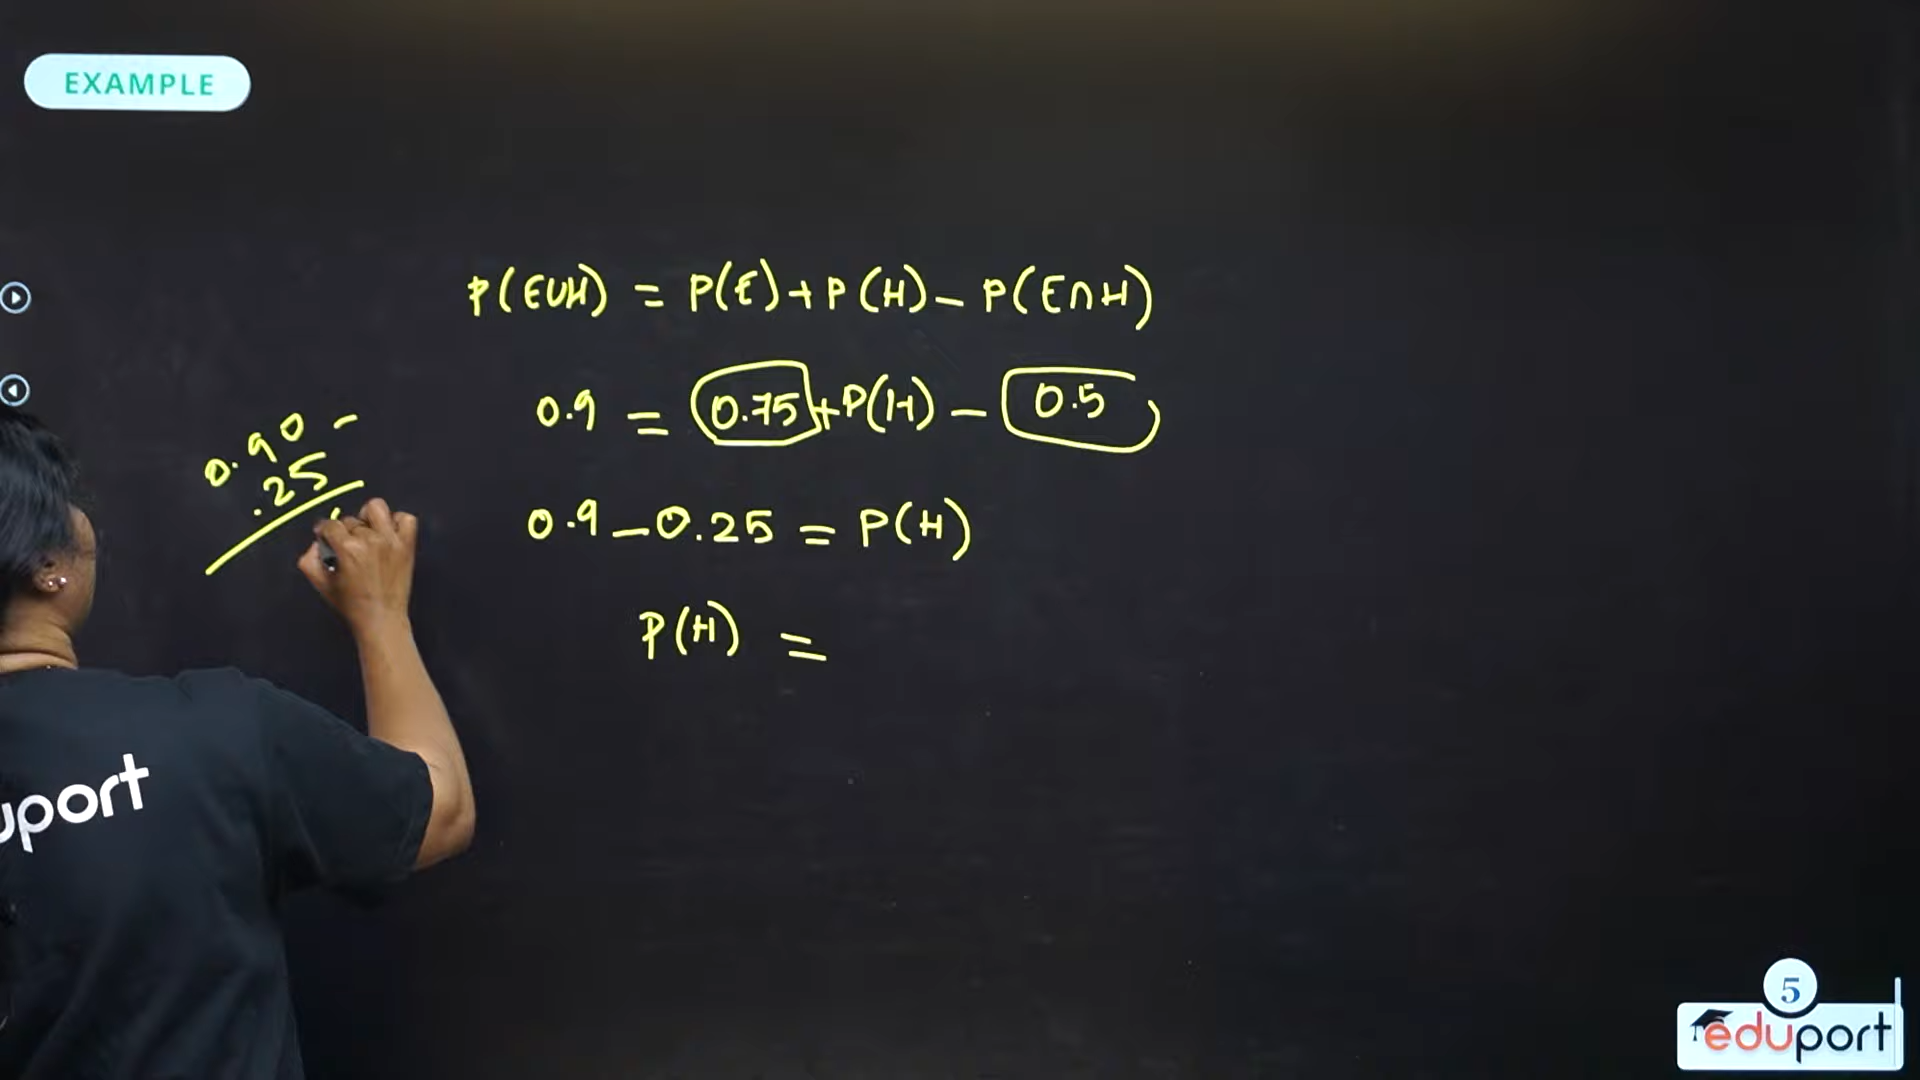 EXAMPLE
P(E∪H) = P(E)+P(H)- P(E∩H)
0.9 = 0.75+P(H) - 0.5
0.90 -
.25
0.9 - 0.25 = P(H)
P(H) =
uport
5
eduport